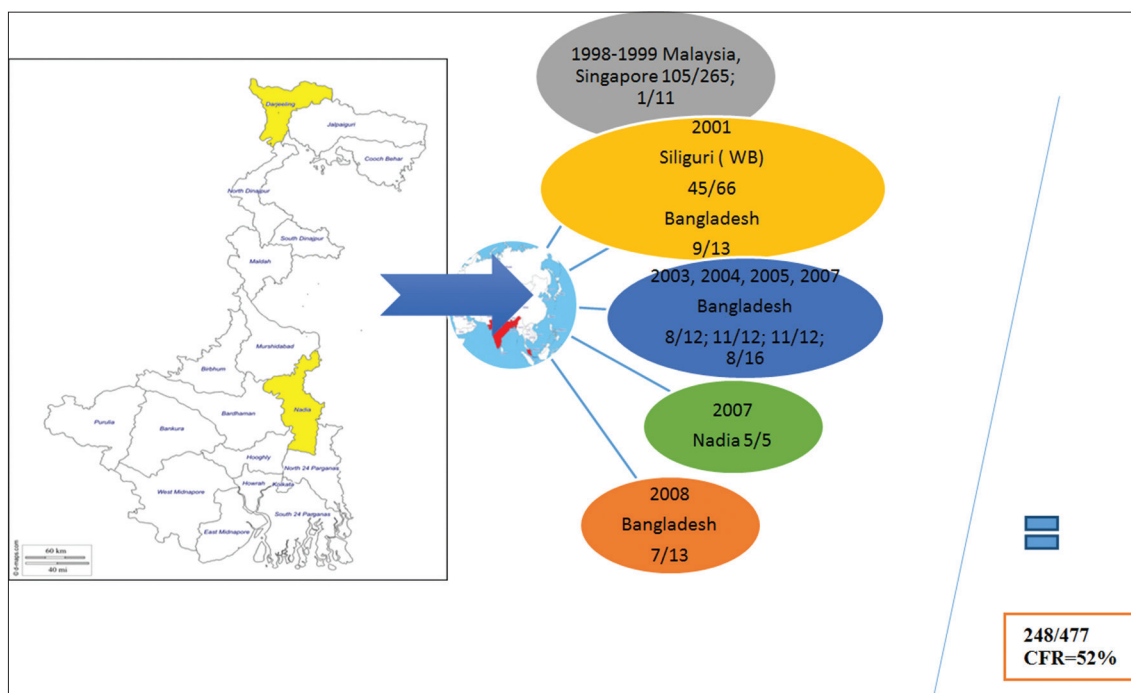 Darjeeling
Jalpaiguri
Cooch Behar
North Dinajpur
South Dinajpur
Maldah
Murshidabad
Birbhum
Nadia
Bardhaman
Purulia
Bankura
Hooghly
North 24 Parganas
Howrah
Kolkata
West Midnapore
South 24 Parganas
East Midnapore
60 km
40 mi
© d-maps.com
1998-1999 Malaysia,
Singapore 105/265;
1/11
2001
Siliguri ( WB)
45/66
Bangladesh
9/13
2003, 2004, 2005, 2007
Bangladesh
8/12; 11/12; 11/12;
8/16
2007
Nadia 5/5
2008
Bangladesh
7/13
248/477
CFR=52%